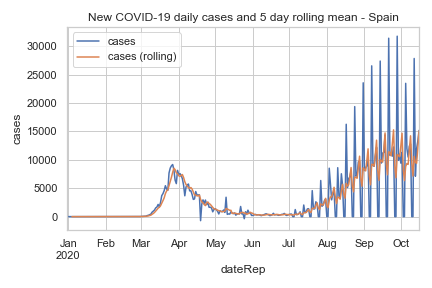 New COVID-19 daily cases and 5 day rolling mean - Spain
cases
cases (rolling)
30000
25000
20000
15000
10000
5000
0
cases
Jan Feb Mar Apr May Jun Jul Aug Sep Oct
2020
dateRep